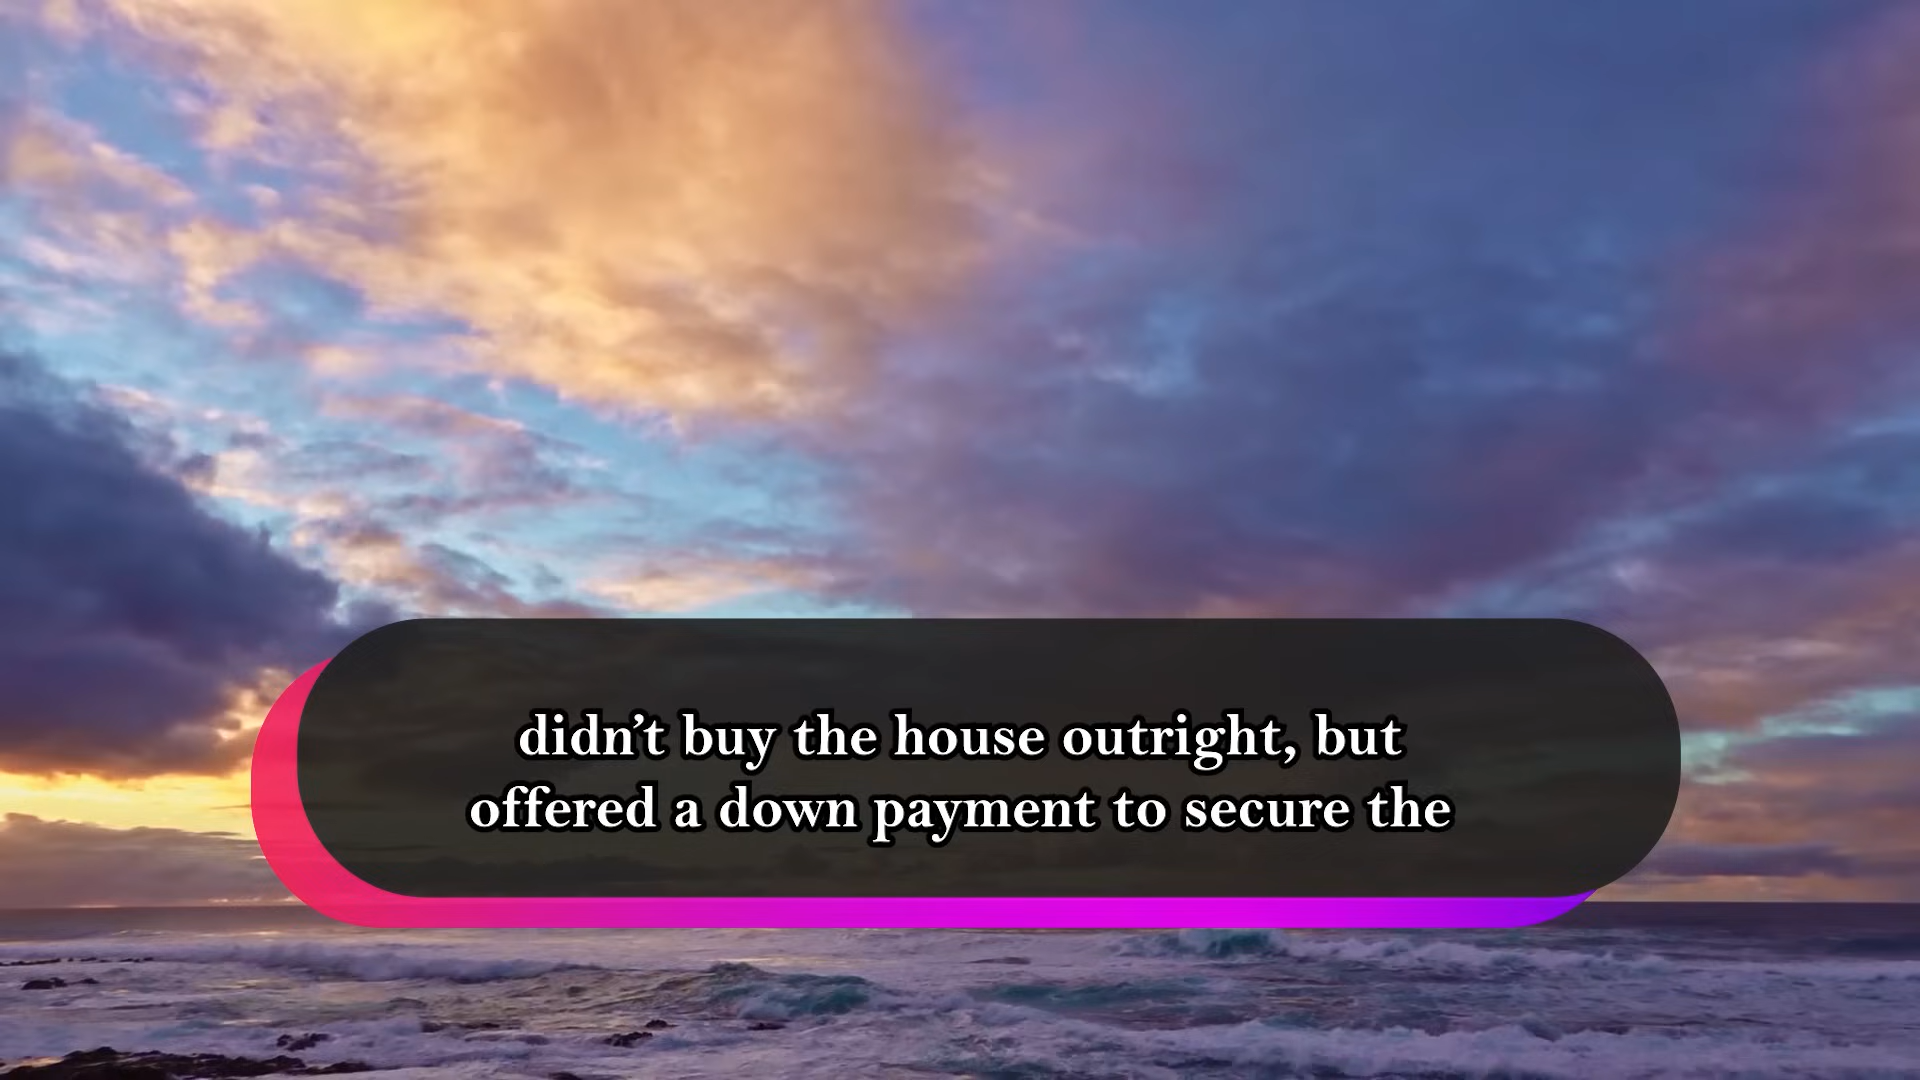 didn’t buy the house outright, but
offered a down payment to secure the